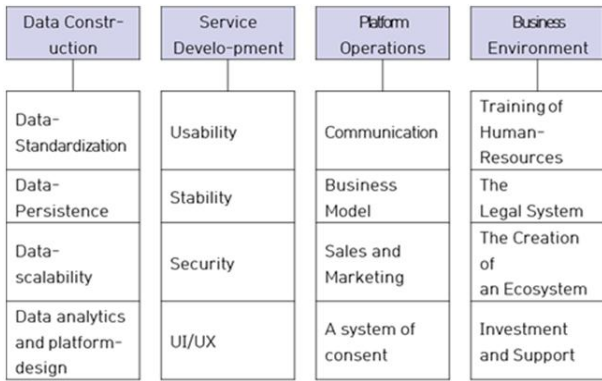 Data Constr-
uction
Data-
Standardization
Data-
Persistence
Data-
scalability
Data analytics
and platform-
design
Service
Develo-pment
Usability
Stability
Security
UI/UX
Platform
Operations
Communication
Business
Model
Sales and
Marketing
A system of
consent
Business
Environment
Training of
Human-
Resources
The
Legal System
The Creation
of
an Ecosystem
Investment
and Support